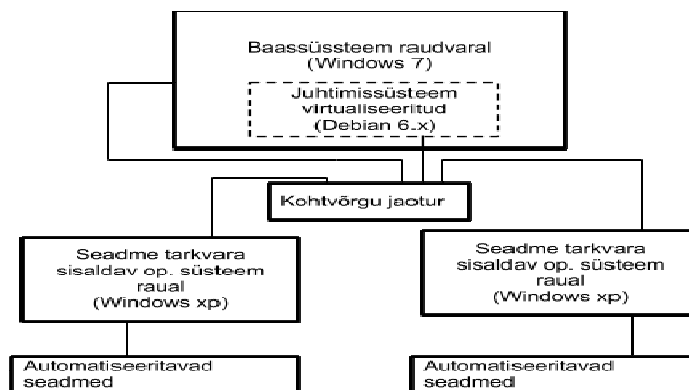 Baassüssteem raudvaral
(Windows 7)
Juhtimissüsteem
virtualiseeritud
(Debian 6.x)
Kohtvõrgu jaotur
Seadme tarkvara
sisaldav op. süsteem
raual
(Windows xp)
Seadme tarkvara
sisaldav op. süsteem
raual
(Windows xp)
Automatiseeritavad
seadmed
Automatiseeritavad
seadmed